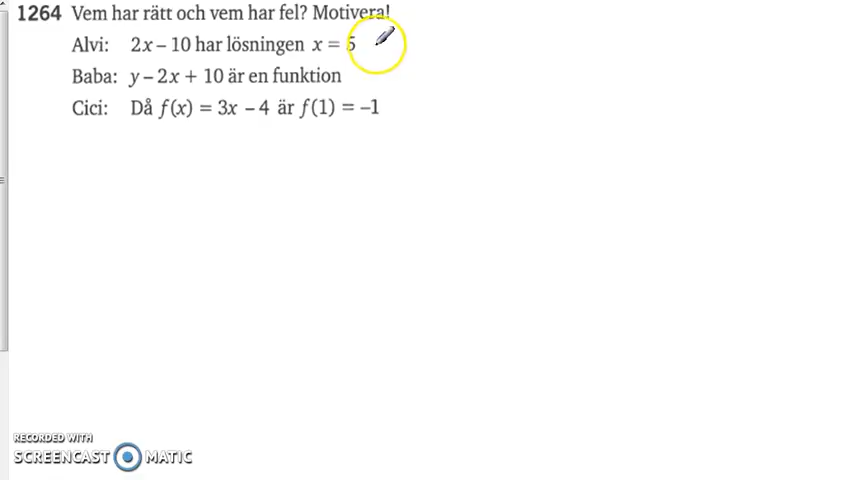 1264 Vem har rätt och vem har fel? Motivera!
Alvi: 2x – 10 har lösningen x = 5
Baba: y – 2x + 10 är en funktion
Cici: Då f(x) = 3x – 4 är f(1) = –1
RECORDED WITH
SCREENCAST MATIC